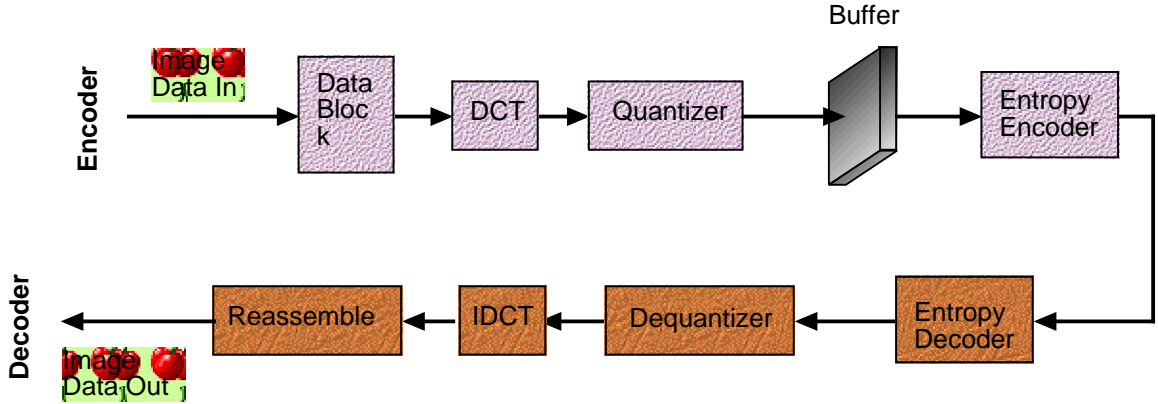 Buffer
Encoder
Image
Data In
Data
Bloc
k
DCT
Quantizer
Entropy
Encoder
Decoder
Reassemble
IDCT
Dequantizer
Entropy
Decoder
Image
Data Out